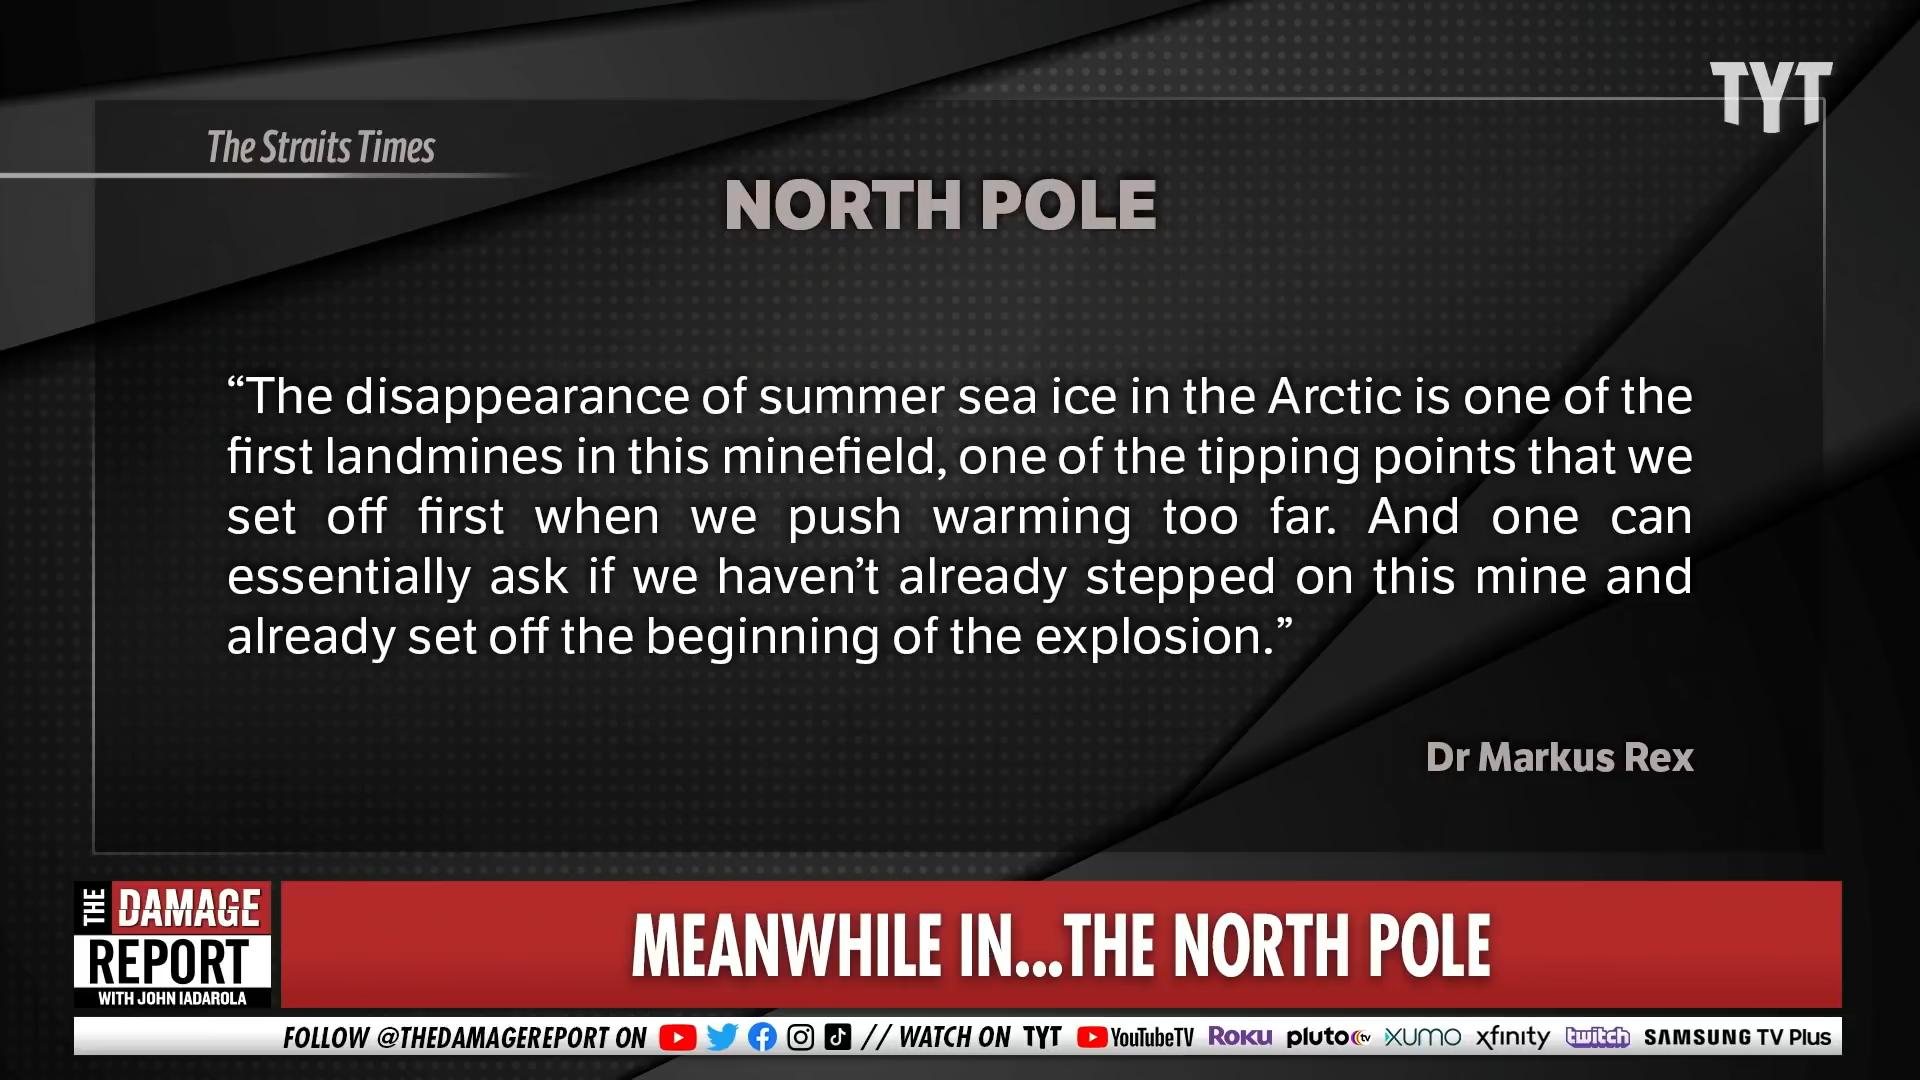 TYT
The Straits Times
NORTH POLE
“The disappearance of summer sea ice in the Arctic is one of the
first landmines in this minefield, one of the tipping points that we
set off first when we push warming too far. And one can
essentially ask if we haven’t already stepped on this mine and
already set off the beginning of the explosion.”
Dr Markus Rex
THE DAMAGE
REPORT
WITH JOHN IADAROLA
MEANWHILE IN...THE NORTH POLE
FOLLOW @THEDAMAGEREPORT ON // WATCH ON TYT YouTubeTV ROKU pluto tv XUMO xfinity twitch SAMSUNG TV Plus